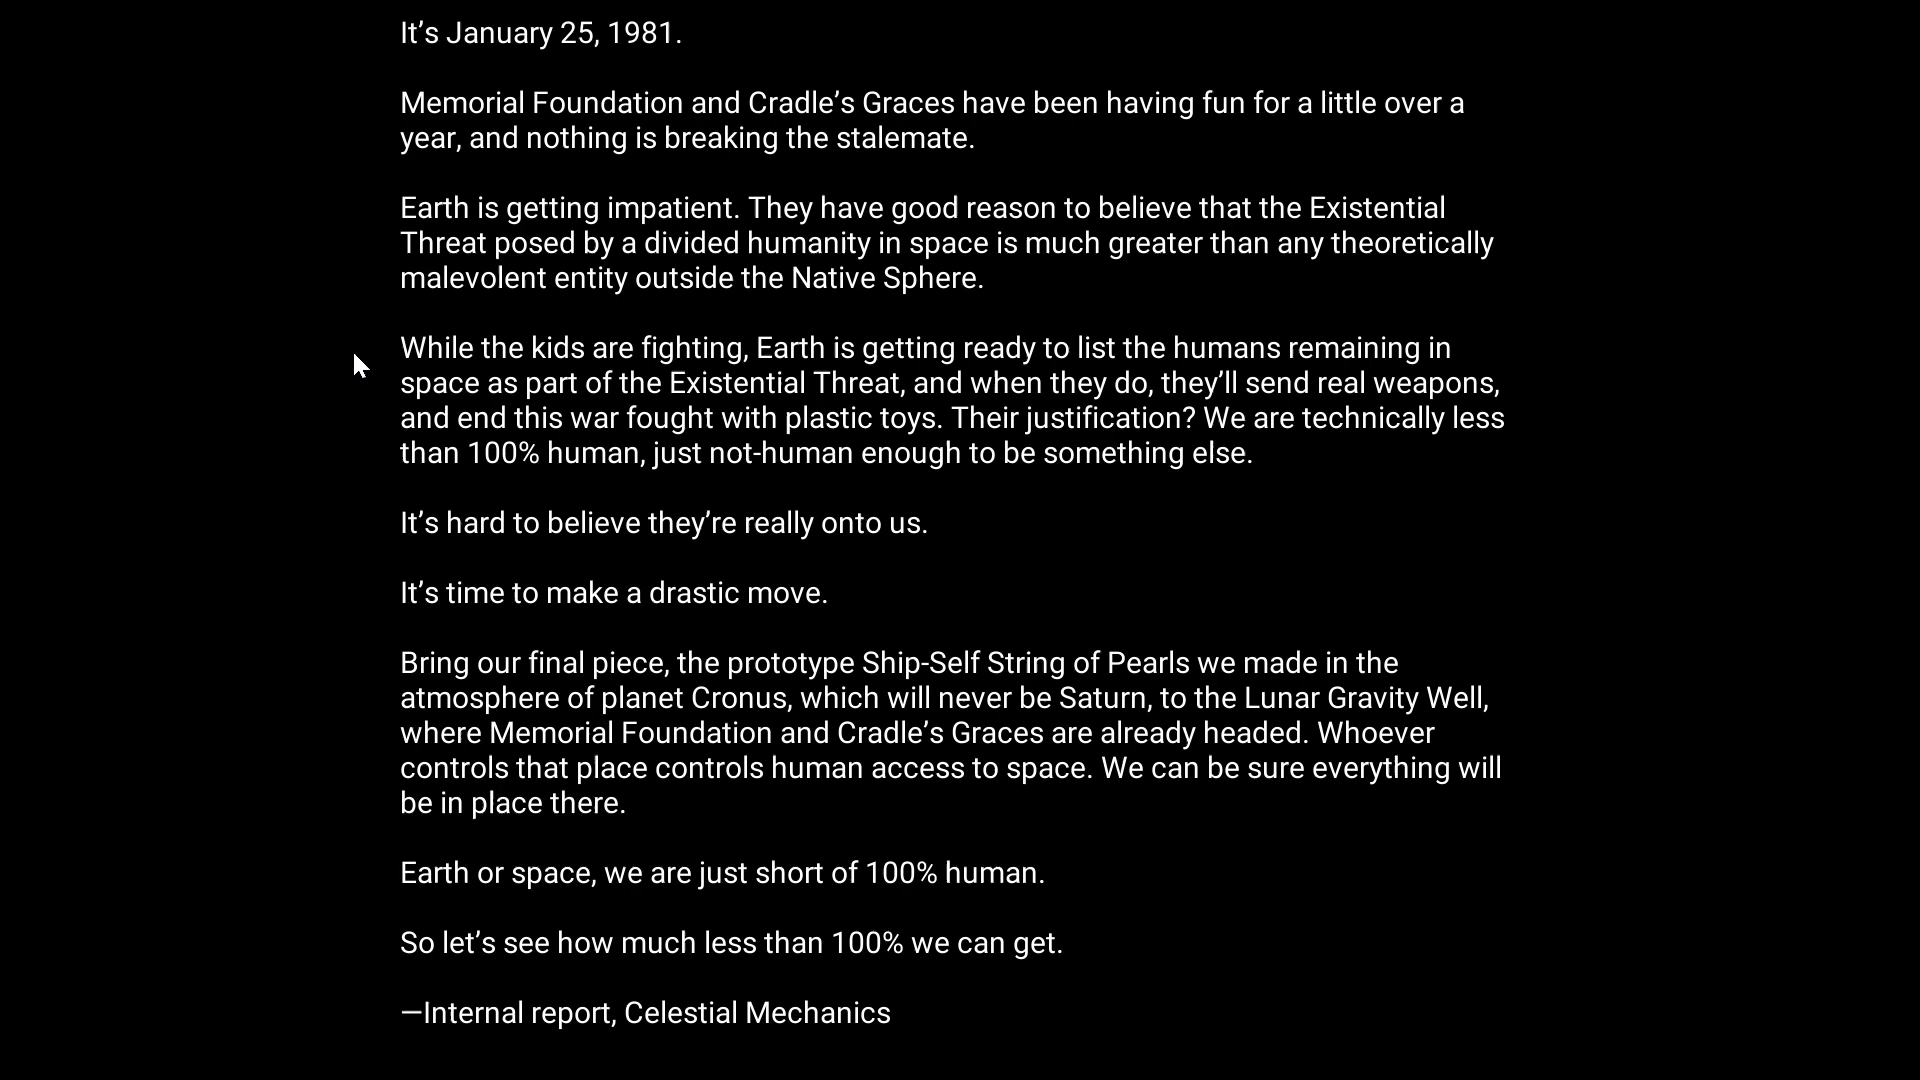 It’s January 25, 1981.
Memorial Foundation and Cradle’s Graces have been having fun for a little over a
year, and nothing is breaking the stalemate.
Earth is getting impatient. They have good reason to believe that the Existential
Threat posed by a divided humanity in space is much greater than any theoretically
malevolent entity outside the Native Sphere.
While the kids are fighting, Earth is getting ready to list the humans remaining in
space as part of the Existential Threat, and when they do, they’ll send real weapons,
and end this war fought with plastic toys. Their justification? We are technically less
than 100% human, just not-human enough to be something else.
It’s hard to believe they’re really onto us.
It’s time to make a drastic move.
Bring our final piece, the prototype Ship-Self String of Pearls we made in the
atmosphere of planet Cronus, which will never be Saturn, to the Lunar Gravity Well,
where Memorial Foundation and Cradle’s Graces are already headed. Whoever
controls that place controls human access to space. We can be sure everything will
be in place there.
Earth or space, we are just short of 100% human.
So let’s see how much less than 100% we can get.
—Internal report, Celestial Mechanics